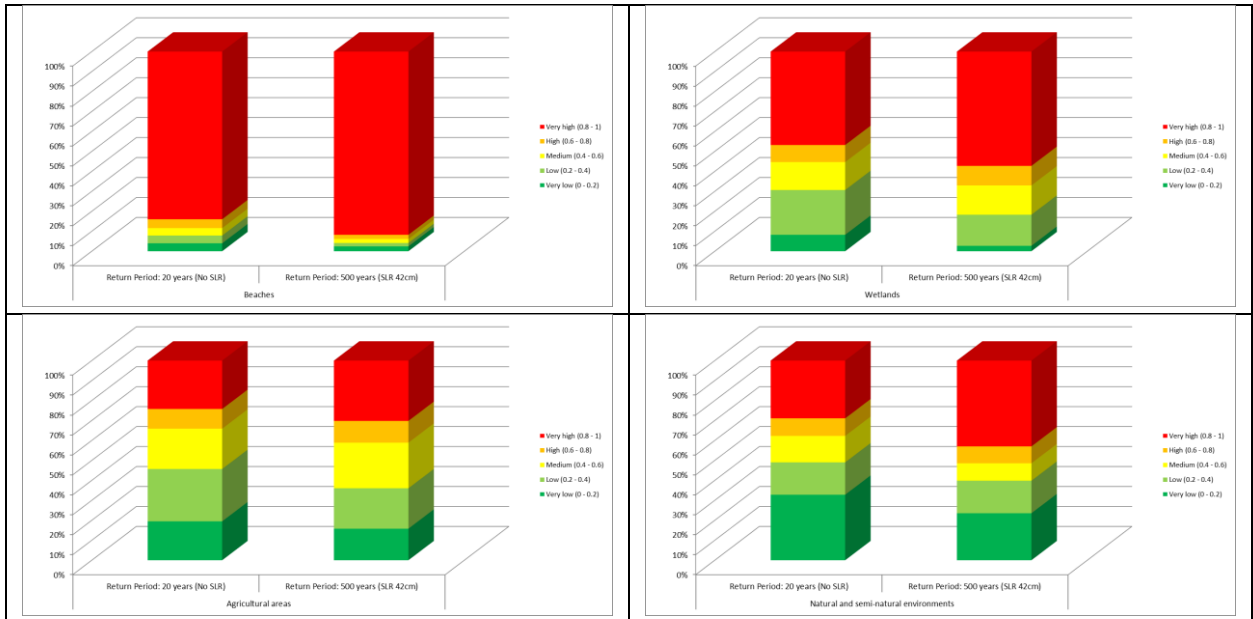 100%
90%
80%
70%
60%
50%
40%
30%
20%
10%
0%
Return Period: 20 years (No SLR)
Return Period: 500 years (SLR 42cm)
Beaches
Very high (0.8 - 1)
High (0.6 - 0.8)
Medium (0.4 - 0.6)
Low (0.2 - 0.4)
Very low (0 - 0.2)
100%
90%
80%
70%
60%
50%
40%
30%
20%
10%
0%
Return Period: 20 years (No SLR)
Return Period: 500 years (SLR 42cm)
Wetlands
Very high (0.8 - 1)
High (0.6 - 0.8)
Medium (0.4 - 0.6)
Low (0.2 - 0.4)
Very low (0 - 0.2)
100%
90%
80%
70%
60%
50%
40%
30%
20%
10%
0%
Return Period: 20 years (No SLR)
Return Period: 500 years (SLR 42cm)
Agricultural areas
Very high (0.8 - 1)
High (0.6 - 0.8)
Medium (0.4 - 0.6)
Low (0.2 - 0.4)
Very low (0 - 0.2)
100%
90%
80%
70%
60%
50%
40%
30%
20%
10%
0%
Return Period: 20 years (No SLR)
Return Period: 500 years (SLR 42cm)
Natural and semi-natural environments
Very high (0.8 - 1)
High (0.6 - 0.8)
Medium (0.4 - 0.6)
Low (0.2 - 0.4)
Very low (0 - 0.2)